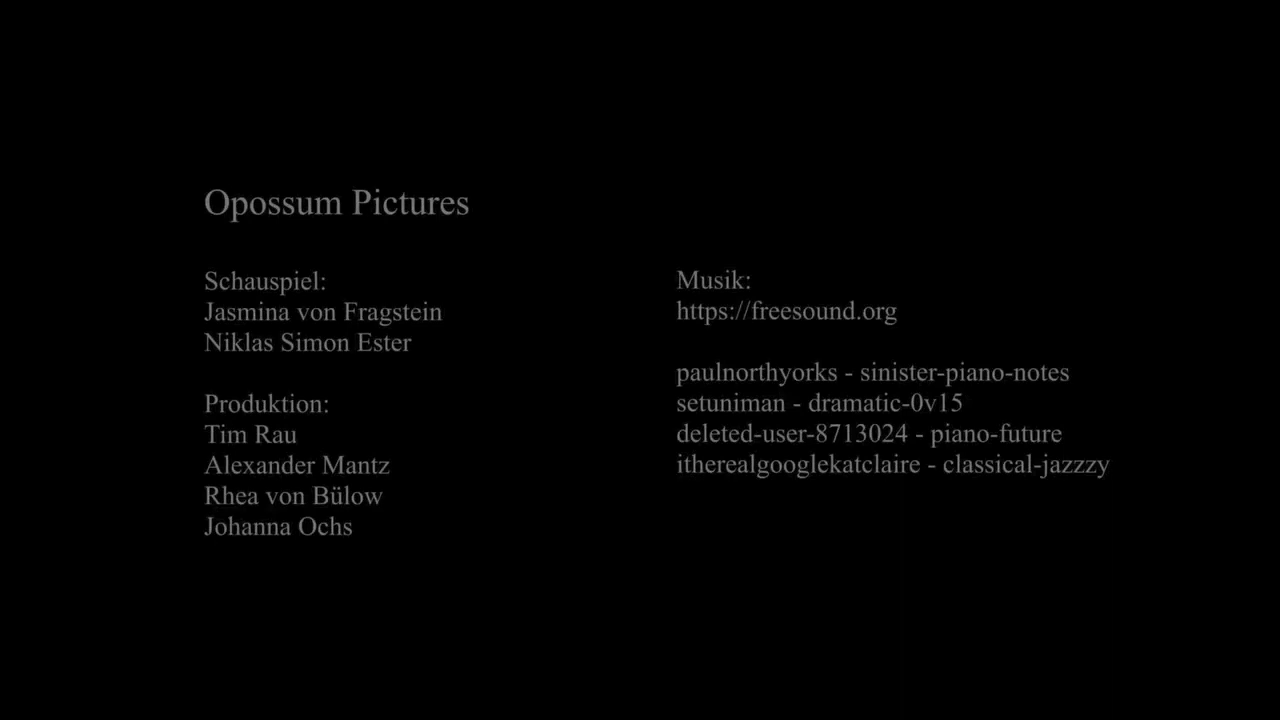 Opossum Pictures
Schauspiel:
Jasmina von Fragstein
Niklas Simon Ester
Produktion:
Tim Rau
Alexander Mantz
Rhea von Bülow
Johanna Ochs
Musik:
https://freesound.org
paulnorthyorks - sinister-piano-notes
setuniman - dramatic-0v15
deleted-user-8713024 - piano-future
itherealgooglekatclaire - classical-jazzzy